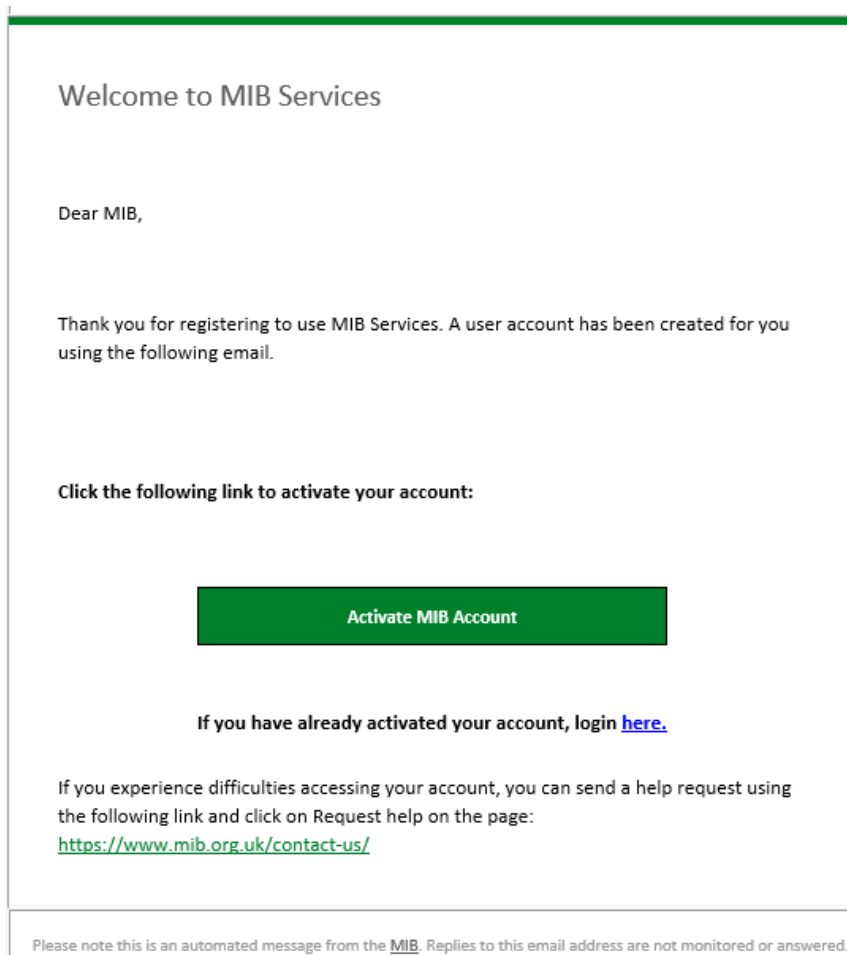 Welcome to MIB Services
Dear MIB,
Thank you for registering to use MIB Services. A user account has been created for you
using the following email.
Click the following link to activate your account:
Activate MIB Account
If you have already activated your account, login here.
If you experience difficulties accessing your account, you can send a help request using
the following link and click on Request help on the page:
https://www.mib.org.uk/contact-us/
Please note this is an automated message from the MIB. Replies to this email address are not monitored or answered.